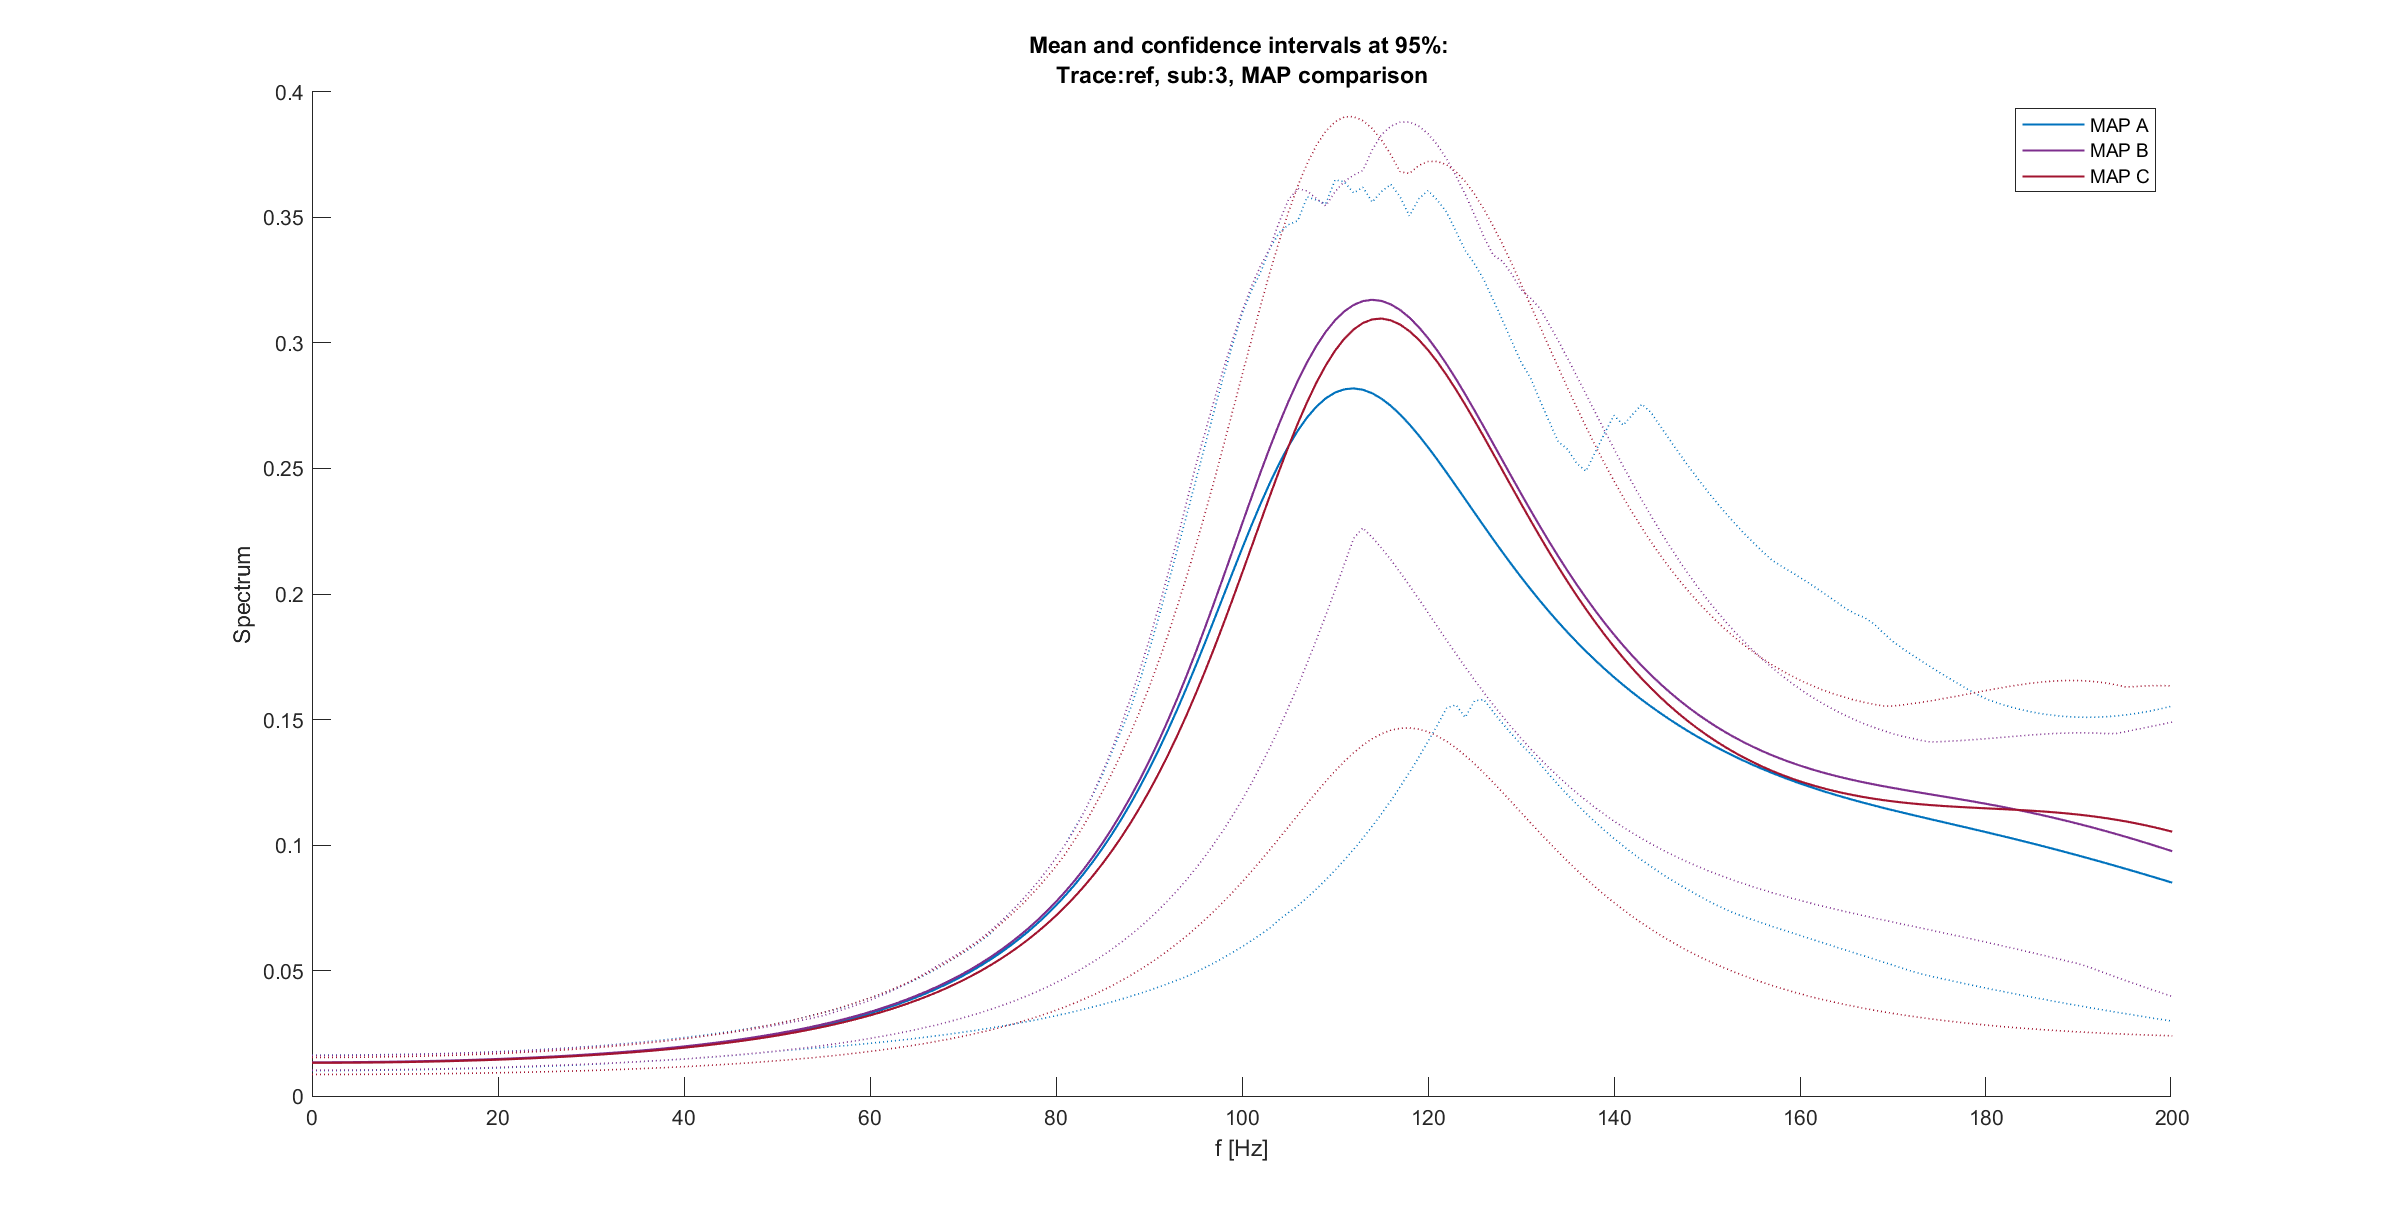 Mean and confidence intervals at 95%:
Trace:ref, sub:3, MAP comparison
MAP A
MAP B
MAP C
Spectrum
0.4
0.35
0.3
0.25
0.2
0.15
0.1
0.05
0
0 20 40 60 80 100 120 140 160 180 200
f [Hz]